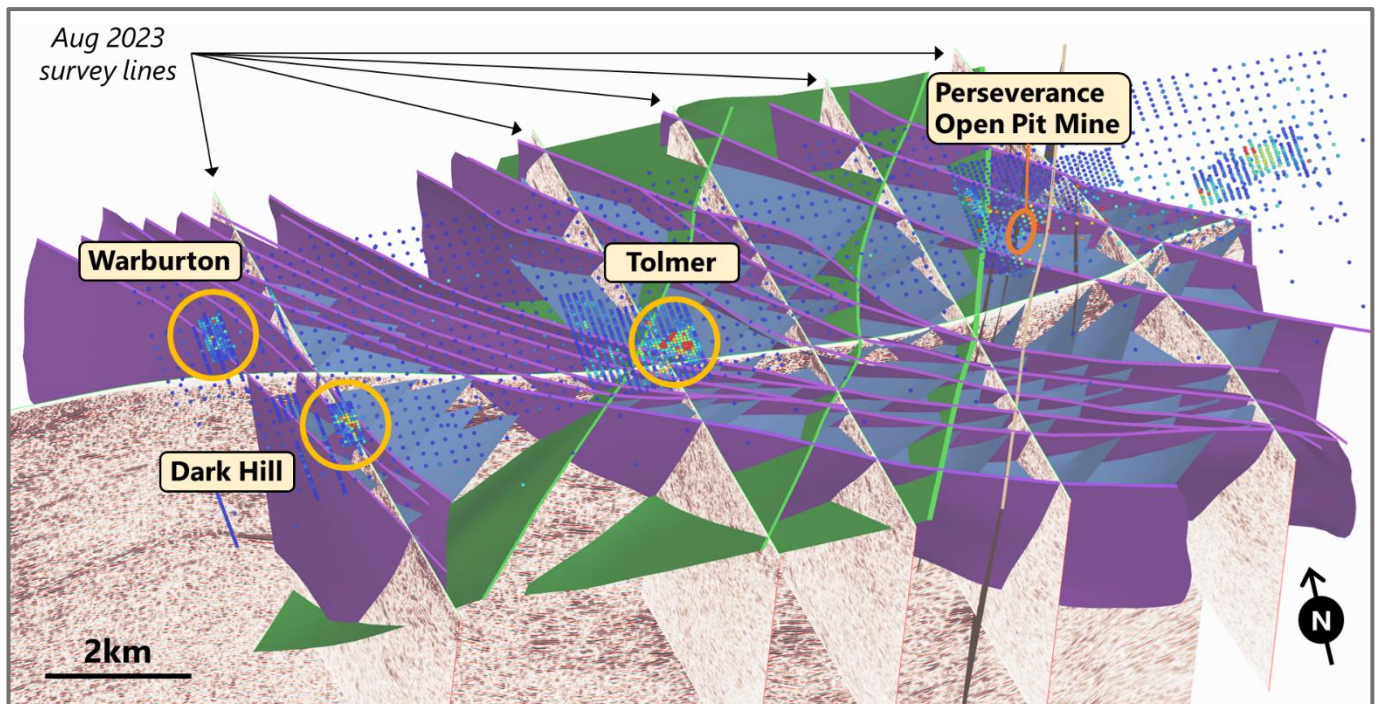 Aug 2023
survey lines
Perseverance
Open Pit Mine
Warburton
Tolmer
Dark Hill
2km
N